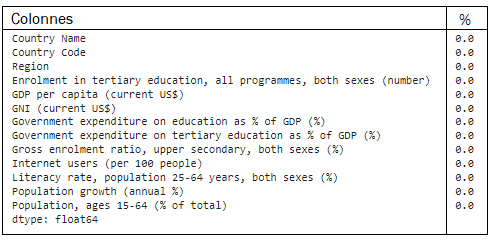 Colonnes %
Country Name 0.0
Country Code 0.0
Region 0.0
Enrolment in tertiary education, all programmes, both sexes (number) 0.0
GDP per capita (current US$) 0.0
GNI (current US$) 0.0
Government expenditure on education as % of GDP (%) 0.0
Government expenditure on tertiary education as % of GDP (%) 0.0
Gross enrolment ratio, upper secondary, both sexes (%) 0.0
Internet users (per 100 people) 0.0
Literacy rate, population 25-64 years, both sexes (%) 0.0
Population growth (annual %) 0.0
Population, ages 15-64 (% of total) 0.0
dtype: float64